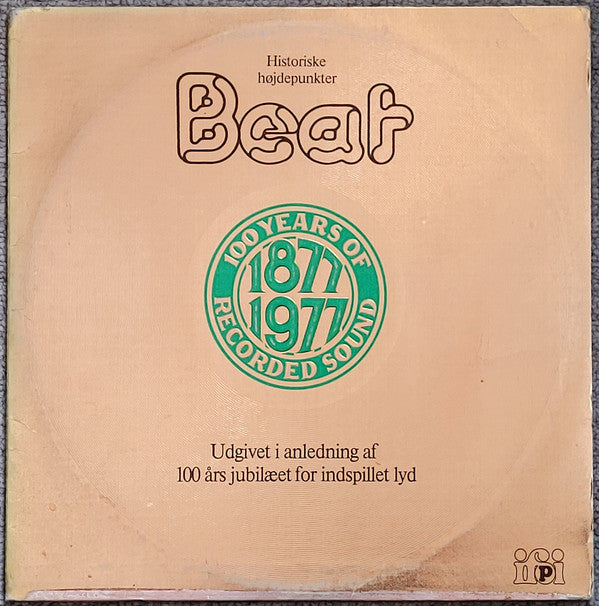 Historiske
højdepunkter
Beat
100 YEARS OF
1877
1977
RECORDED SOUND
Udgivet i anledning af
100 års jubilæet for indspillet lyd
ifpi